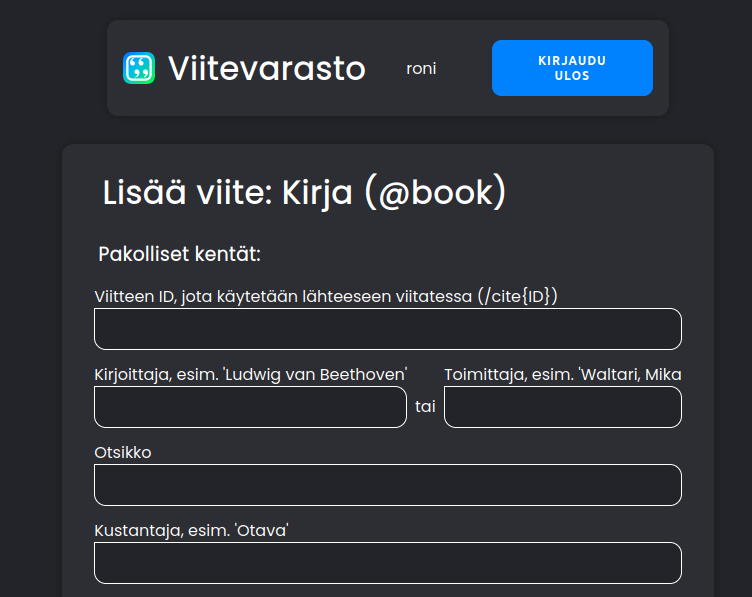 Viitevarasto
roni
KIRJAUDU
ULOS
Lisää viite: Kirja (@book)
Pakolliset kentät:
Viitteen ID, jota käytetään lähteeseen viitatessa (/cite{ID})
Kirjoittaja, esim. 'Ludwig van Beethoven'
tai
Toimittaja, esim. 'Waltari, Mika
Otsikko
Kustantaja, esim. 'Otava'